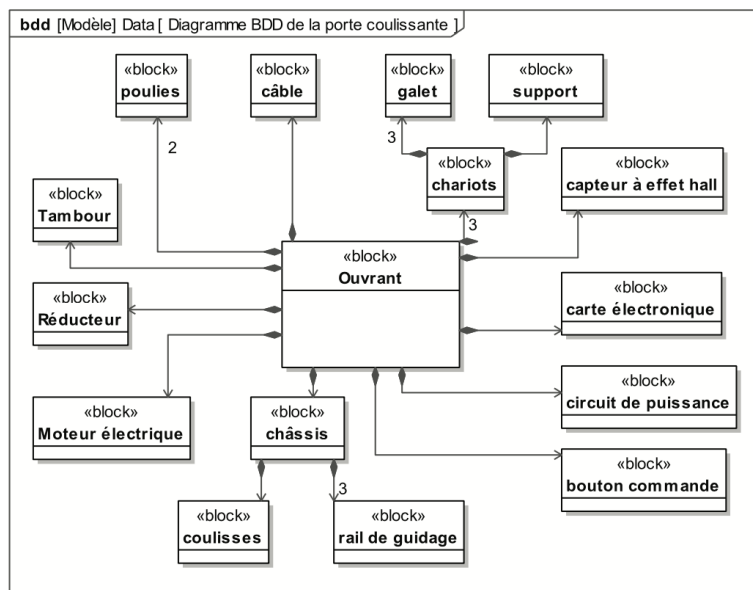 bdd [Modèle] Data [ Diagramme BDD de la porte coulissante ]
«block»
poulies
«block»
câble
«block»
galet
«block»
support
2
3
«block»
chariots
«block»
capteur à effet hall
«block»
Tambour
3
«block»
Ouvrant
«block»
Réducteur
«block»
carte électronique
«block»
circuit de puissance
«block»
Moteur électrique
«block»
châssis
«block»
bouton commande
3
«block»
coulisses
«block»
rail de guidage